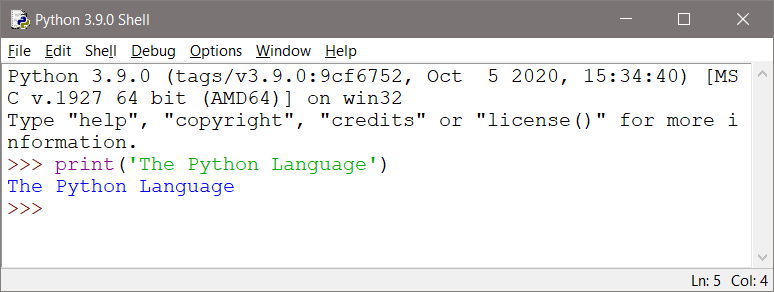 Python 3.9.0 Shell
File Edit Shell Debug Options Window Help
Python 3.9.0 (tags/v3.9.0:9cf6752, Oct  5 2020, 15:34:40) [MS
C v.1927 64 bit (AMD64)] on win32
Type "help", "copyright", "credits" or "license()" for more i
nformation.
>>> print('The Python Language')
The Python Language
>>>
Ln: 5 Col: 4